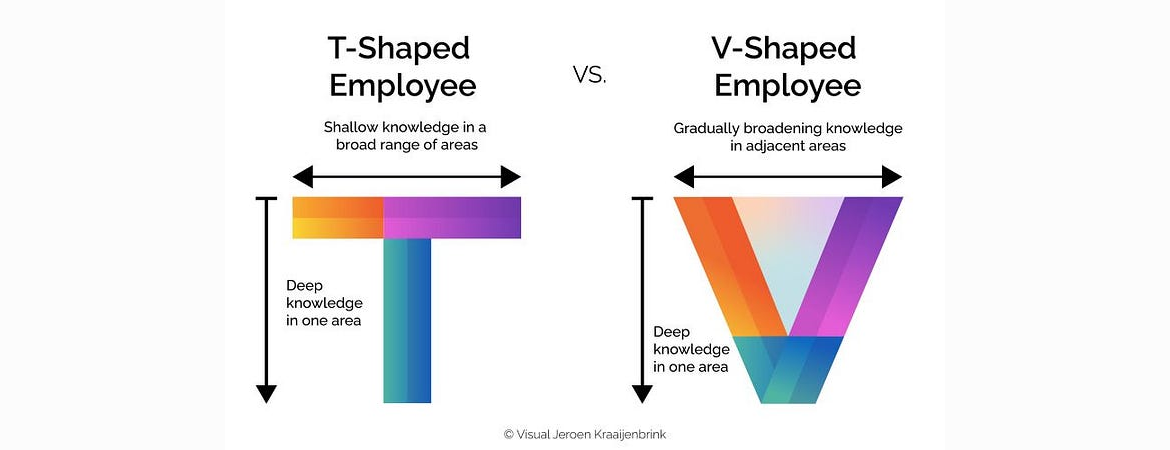 T-Shaped
Employee
VS.
V-Shaped
Employee
Shallow knowledge in a
broad range of areas
Gradually broadening knowledge
in adjacent areas
Deep
knowledge
in one area
Deep
knowledge
in one area
© Visual Jeroen Kraaijenbrink